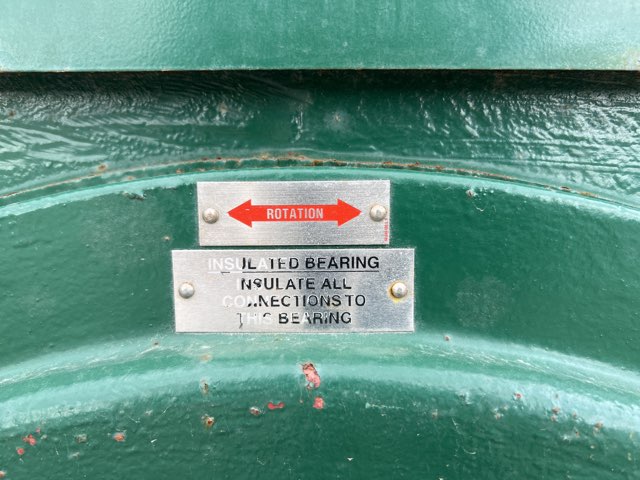 ROTATION
INSULATED BEARING
INSULATE ALL
CONNECTIONS TO
THIS BEARING